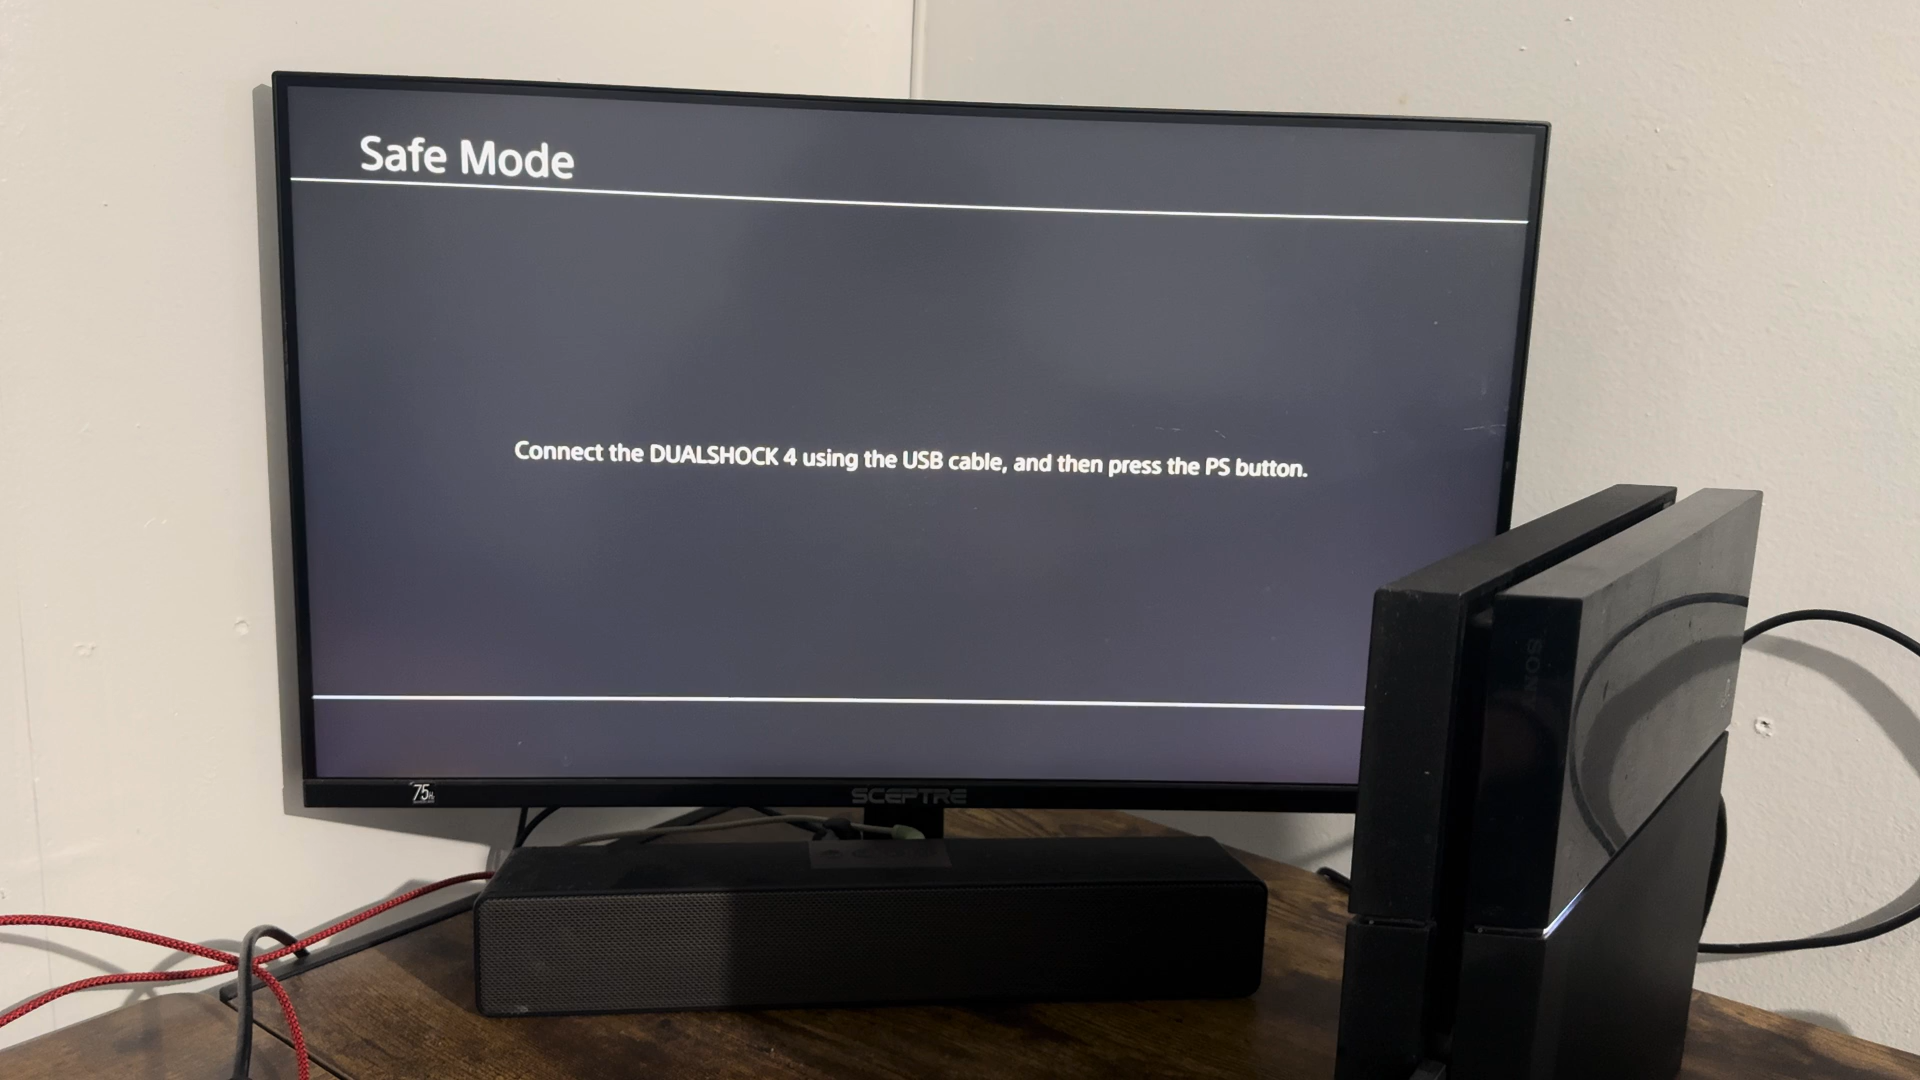 Safe Mode
Connect the DUALSHOCK 4 using the USB cable, and then press the PS button.
SONY
75Hz
SCEPTRE